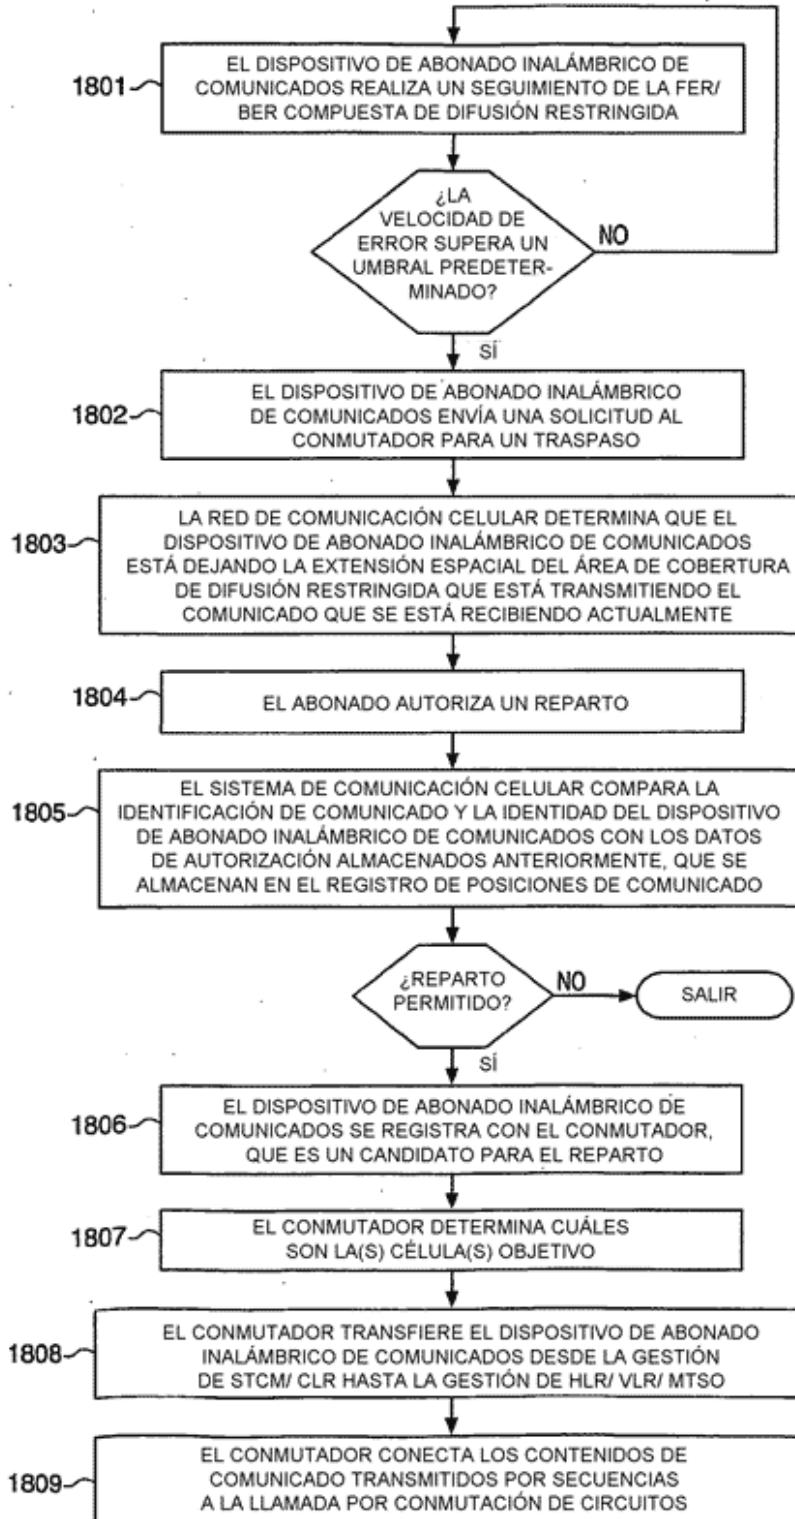 1801
EL DISPOSITIVO DE ABONADO INALÁMBRICO DE
COMUNICADOS REALIZA UN SEGUIMIENTO DE LA FER/
BER COMPUESTA DE DIFUSIÓN RESTRINGIDA
¿LA
VELOCIDAD DE
ERROR SUPERA UN
UMBRAL PREDETER-
MINADO?
NO
SÍ
1802
EL DISPOSITIVO DE ABONADO INALÁMBRICO
DE COMUNICADOS ENVÍA UNA SOLICITUD AL
CONMUTADOR PARA UN TRASPASO
1803
LA RED DE COMUNICACIÓN CELULAR DETERMINA QUE EL
DISPOSITIVO DE ABONADO INALÁMBRICO DE COMUNICADOS
ESTÁ DEJANDO LA EXTENSIÓN ESPACIAL DEL ÁREA DE COBERTURA
DE DIFUSIÓN RESTRINGIDA QUE ESTÁ TRANSMITIENDO EL
COMUNICADO QUE SE ESTÁ RECIBIENDO ACTUALMENTE
1804
EL ABONADO AUTORIZA UN REPARTO
1805
EL SISTEMA DE COMUNICACIÓN CELULAR COMPARA LA
IDENTIFICACIÓN DE COMUNICADO Y LA IDENTIDAD DEL DISPOSITIVO
DE ABONADO INALÁMBRICO DE COMUNICADOS CON LOS DATOS
DE AUTORIZACIÓN ALMACENADOS ANTERIORMENTE, QUE SE
ALMACENAN EN EL REGISTRO DE POSICIONES DE COMUNICADO
¿REPARTO
PERMITIDO?
NO
SALIR
SÍ
1806
EL DISPOSITIVO DE ABONADO INALÁMBRICO DE
COMUNICADOS SE REGISTRA CON EL CONMUTADOR,
QUE ES UN CANDIDATO PARA EL REPARTO
1807
EL CONMUTADOR DETERMINA CUÁLES
SON LA(S) CÉLULA(S) OBJETIVO
1808
EL CONMUTADOR TRANSFIERE EL DISPOSITIVO DE ABONADO
INALÁMBRICO DE COMUNICADOS DESDE LA GESTIÓN
DE STCM/ CLR HASTA LA GESTIÓN DE HLR/ VLR/ MTSO
1809
EL CONMUTADOR CONECTA LOS CONTENIDOS DE
COMUNICADO TRANSMITIDOS POR SECUENCIAS
A LA LLAMADA POR CONMUTACIÓN DE CIRCUITOS